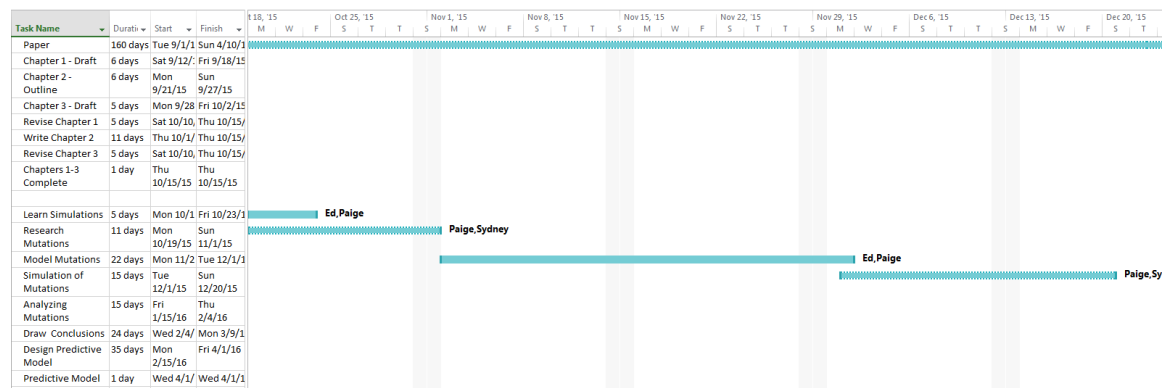 t 18, '15 Oct 25, '15 Nov 1, '15 Nov 8, '15 Nov 15, '15 Nov 22, '15 Nov 29, '15 Dec 6, '15 Dec 13, '15 Dec 20, '15
Task Name Durati Start Finish M W F S T T S M W F S T T S M W F S T T S M W F S T T S M W F S T
Paper 160 days Tue 9/1/1 Sun 4/10/1
Chapter 1 - Draft 6 days Sat 9/12/: Fri 9/18/15
Chapter 2 - 6 days Mon Sun
Outline 9/21/15 9/27/15
Chapter 3 - Draft 5 days Mon 9/28 Fri 10/2/15
Revise Chapter 1 5 days Sat 10/10, Thu 10/15/
Write Chapter 2 11 days Thu 10/1/ Thu 10/15/
Revise Chapter 3 5 days Sat 10/10, Thu 10/15/
Chapters 1-3 1 day Thu Thu
Complete 10/15/15 10/15/15
Learn Simulations 5 days Mon 10/1 Fri 10/23/1 Ed,Paige
Research 11 days Mon Sun Paige,Sydney
Mutations 10/19/15 11/1/15
Model Mutations 22 days Mon 11/2 Tue 12/1/1 Ed,Paige
Simulation of 15 days Tue Sun Paige,Sy
Mutations 12/1/15 12/20/15
Analyzing 15 days Fri Thu
Mutations 1/15/16 2/4/16
Draw Conclusions 24 days Wed 2/4/ Mon 3/9/1
Design Predictive 35 days Mon Fri 4/1/16
Model 2/15/16
Predictive Model 1 day Wed 4/1/ Wed 4/1/1